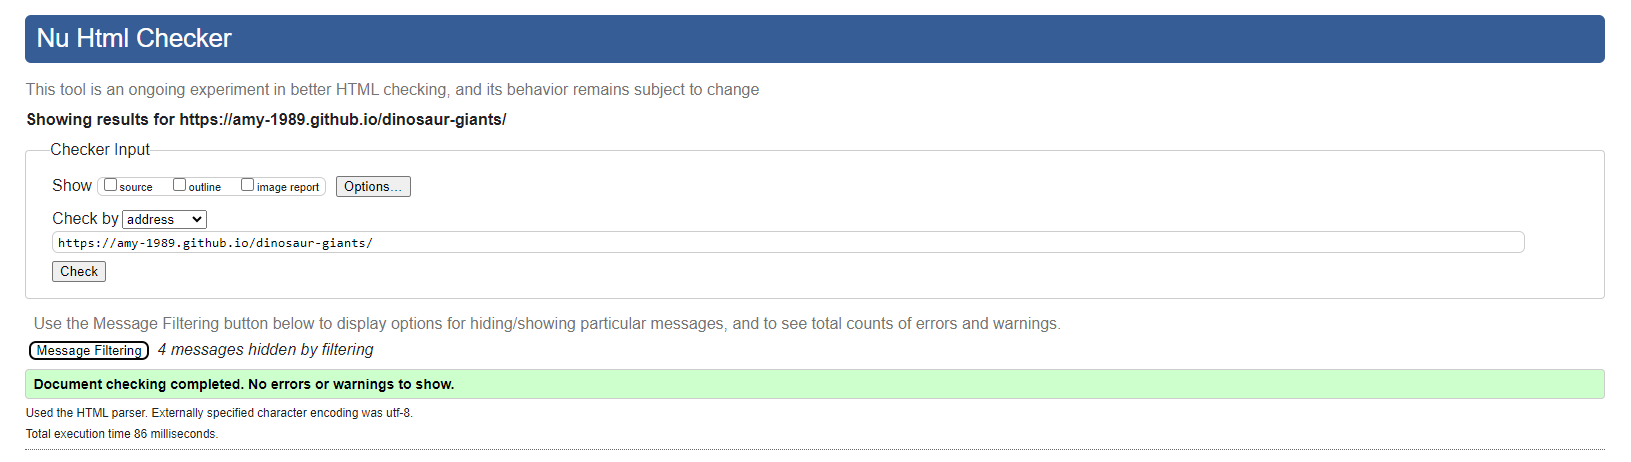 Nu Html Checker
This tool is an ongoing experiment in better HTML checking, and its behavior remains subject to change
Showing results for https://amy-1989.github.io/dinosaur-giants/
Checker Input
Show source outline image report Options...
Check by address
https://amy-1989.github.io/dinosaur-giants/
Check
Use the Message Filtering button below to display options for hiding/showing particular messages, and to see total counts of errors and warnings.
Message Filtering 4 messages hidden by filtering
Document checking completed. No errors or warnings to show.
Used the HTML parser. Externally specified character encoding was utf-8.
Total execution time 86 milliseconds.